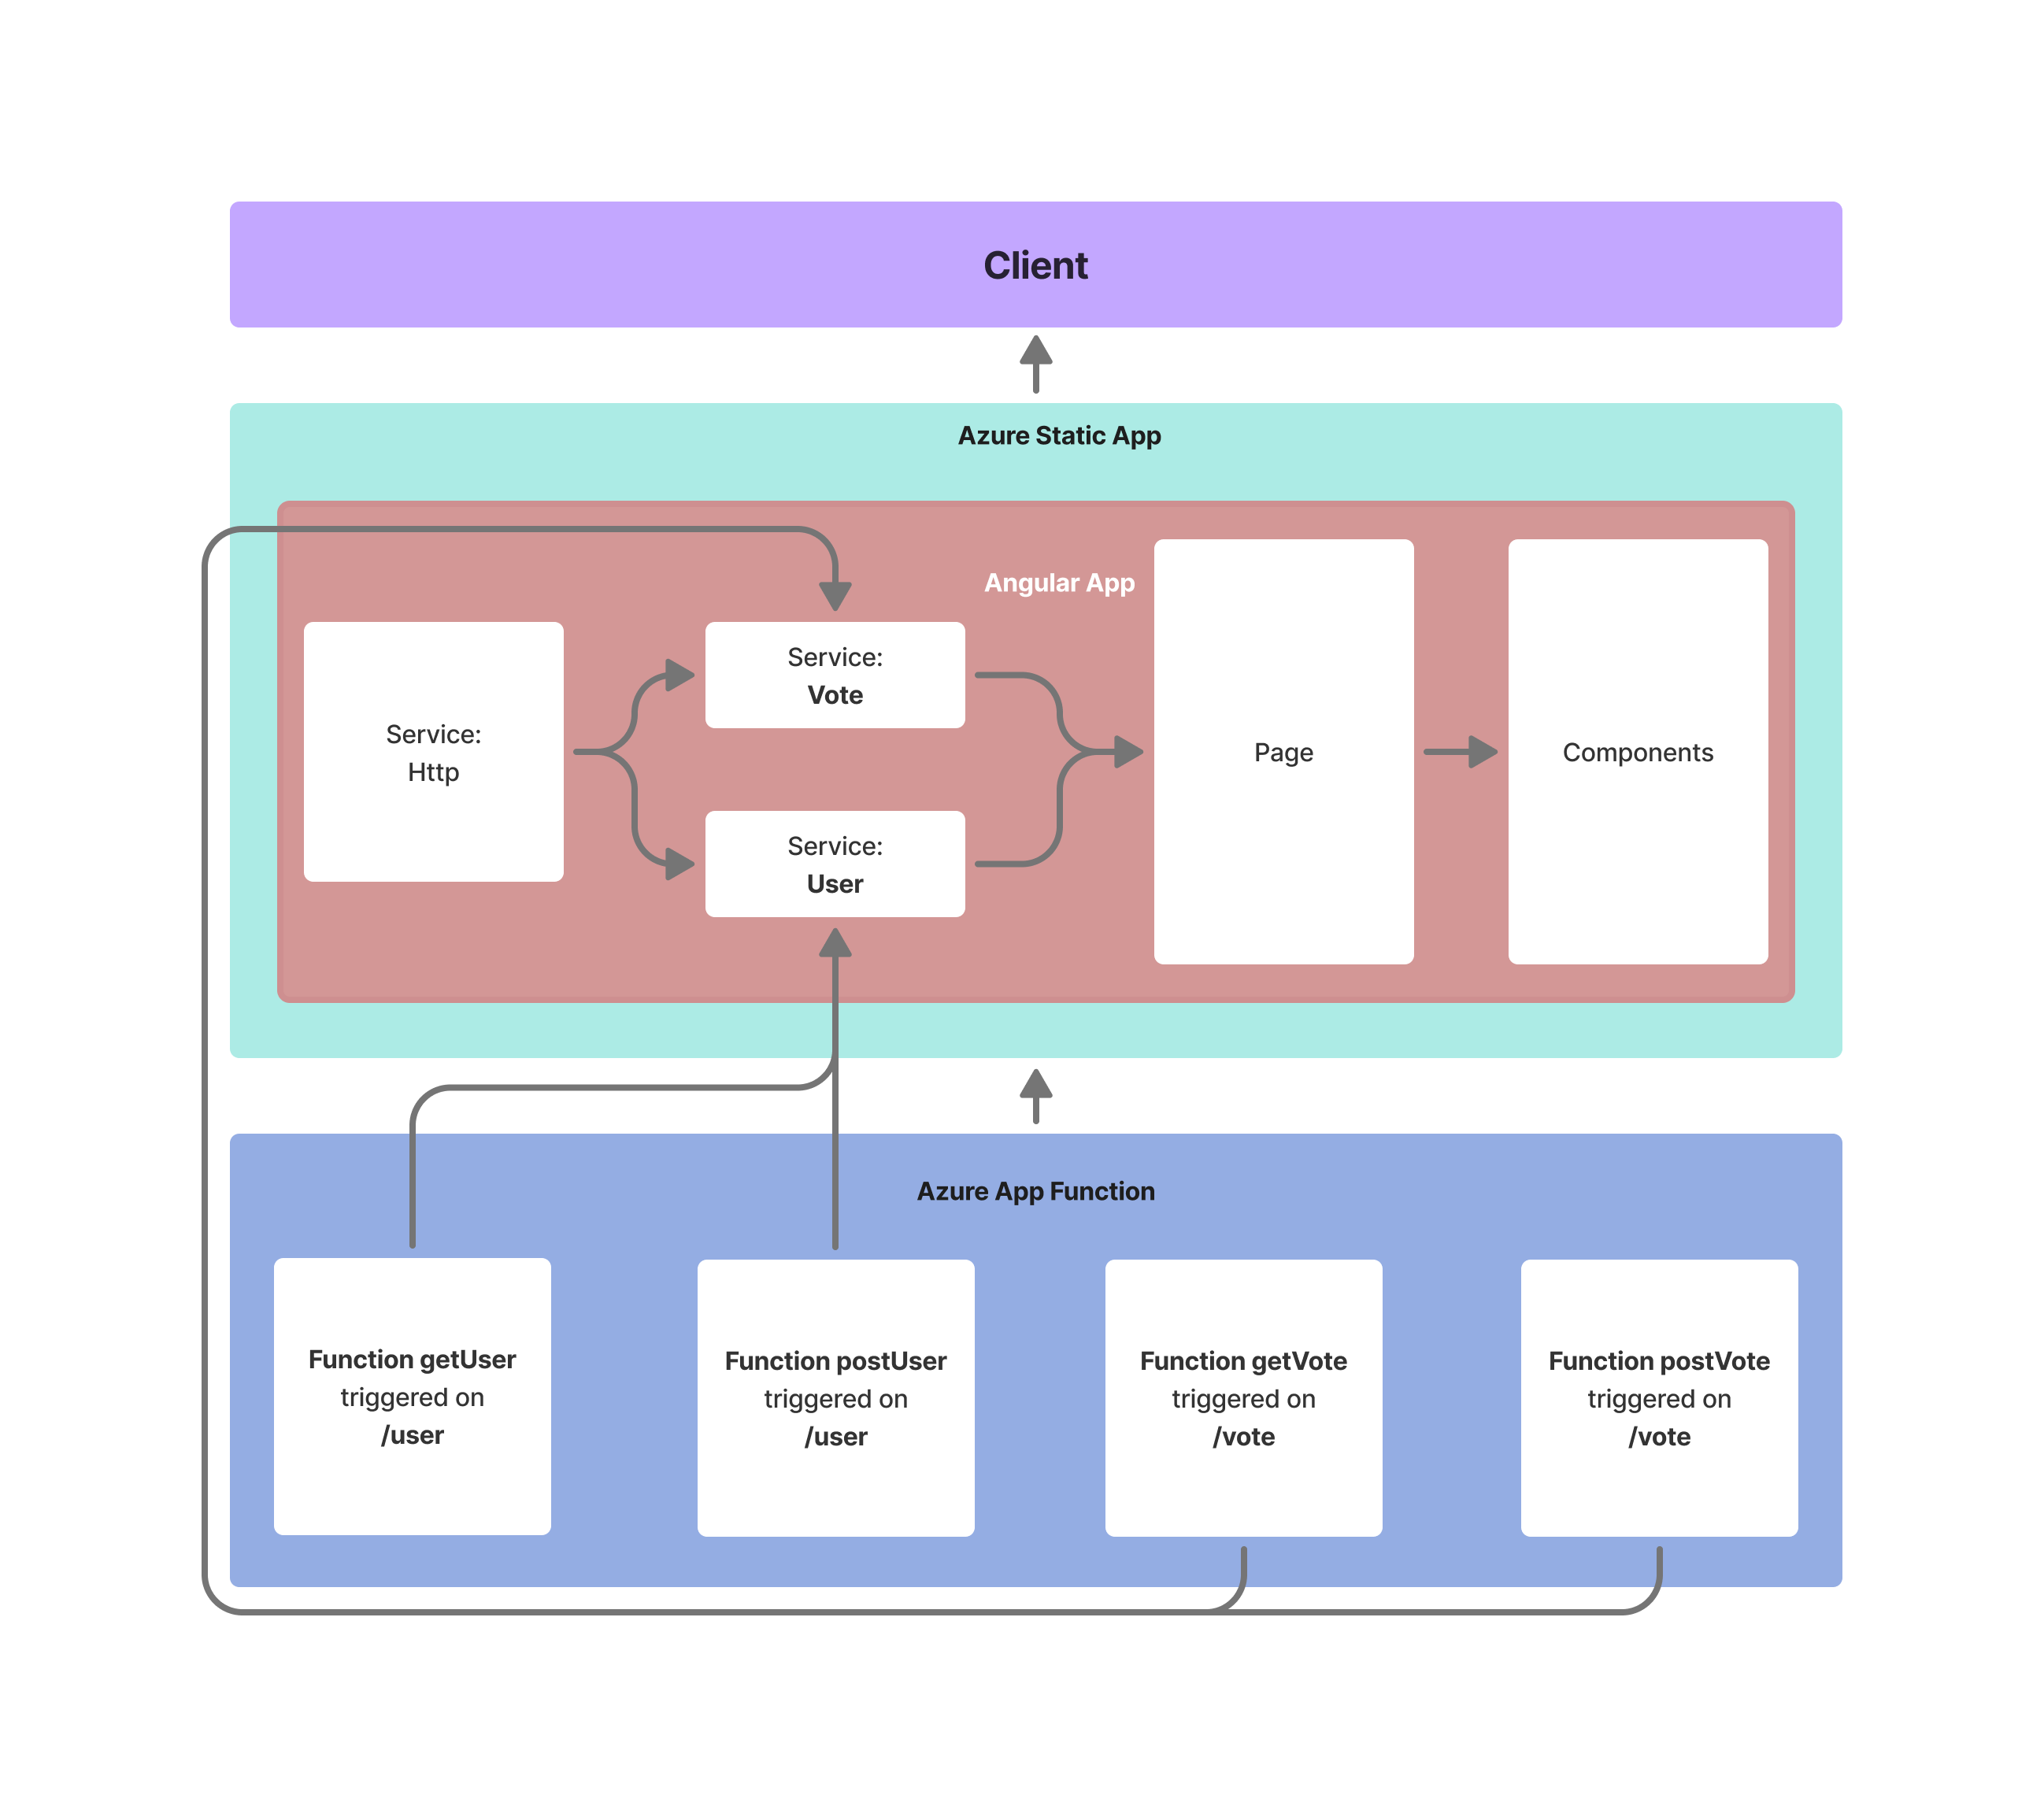 Client
Azure Static App
Angular App
Service:
Http
Service:
Vote
Service:
User
Page
Components
Azure App Function
Function getUser
triggered on
/user
Function postUser
triggered on
/user
Function getVote
triggered on
/vote
Function postVote
triggered on
/vote